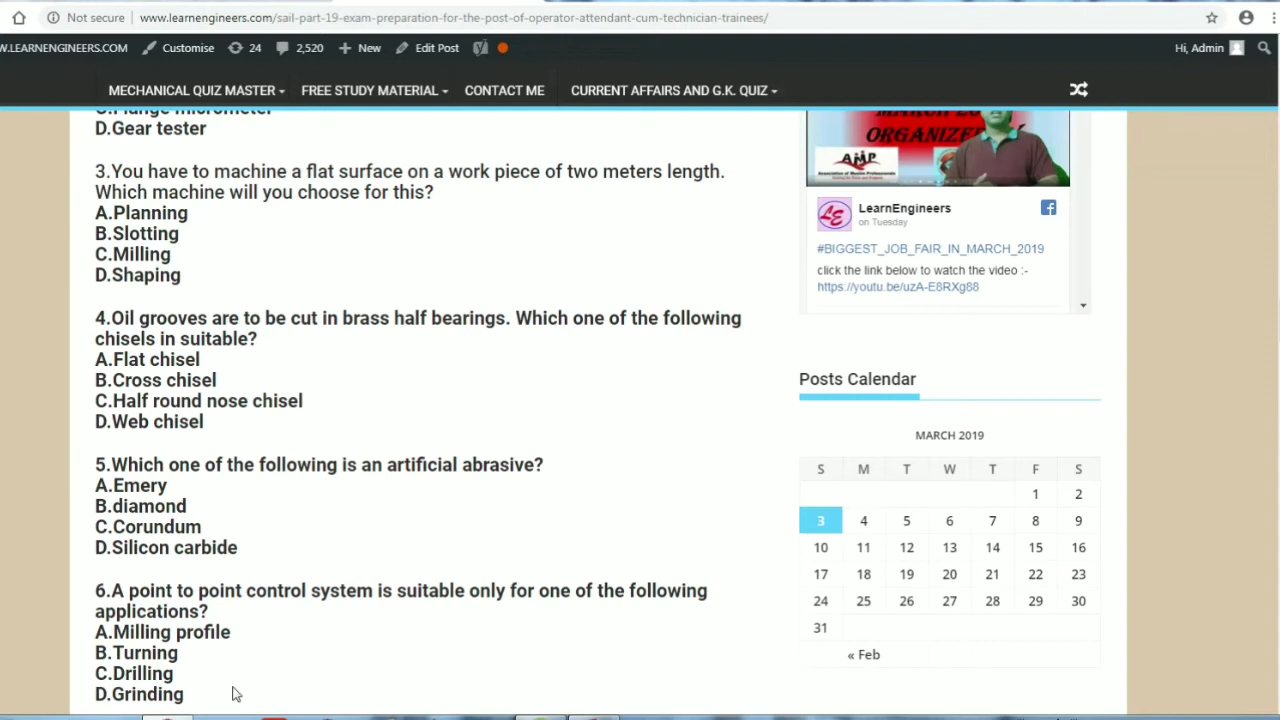 Not secure
www.learnengineers.com/sail-part-19-exam-preparation-for-the-post-of-operator-attendant-cum-technician-trainees/
W.LEARNENGINEERS.COM Customise 24 2,520 + New Edit Post Hi, Admin
MECHANICAL QUIZ MASTER FREE STUDY MATERIAL CONTACT ME CURRENT AFFAIRS AND G.K. QUIZ
D.Gear tester
3.You have to machine a flat surface on a work piece of two meters length.
Which machine will you choose for this?
A.Planning
B.Slotting
C.Milling
D.Shaping
4.Oil grooves are to be cut in brass half bearings. Which one of the following
chisels in suitable?
A.Flat chisel
B.Cross chisel
C.Half round nose chisel
D.Web chisel
5.Which one of the following is an artificial abrasive?
A.Emery
B.diamond
C.Corundum
D.Silicon carbide
6.A point to point control system is suitable only for one of the following
applications?
A.Milling profile
B.Turning
C.Drilling
D.Grinding
ORGANIZE
AMP
LE
LearnEngineers
on Tuesday
#BIGGEST_JOB_FAIR_IN_MARCH_2019
click the link below to watch the video :-
https://youtu.be/uzA-E8RXg88
Posts Calendar
MARCH 2019
S M T W T F S
1 2
3 4 5 6 7 8 9
10 11 12 13 14 15 16
17 18 19 20 21 22 23
24 25 26 27 28 29 30
31
« Feb